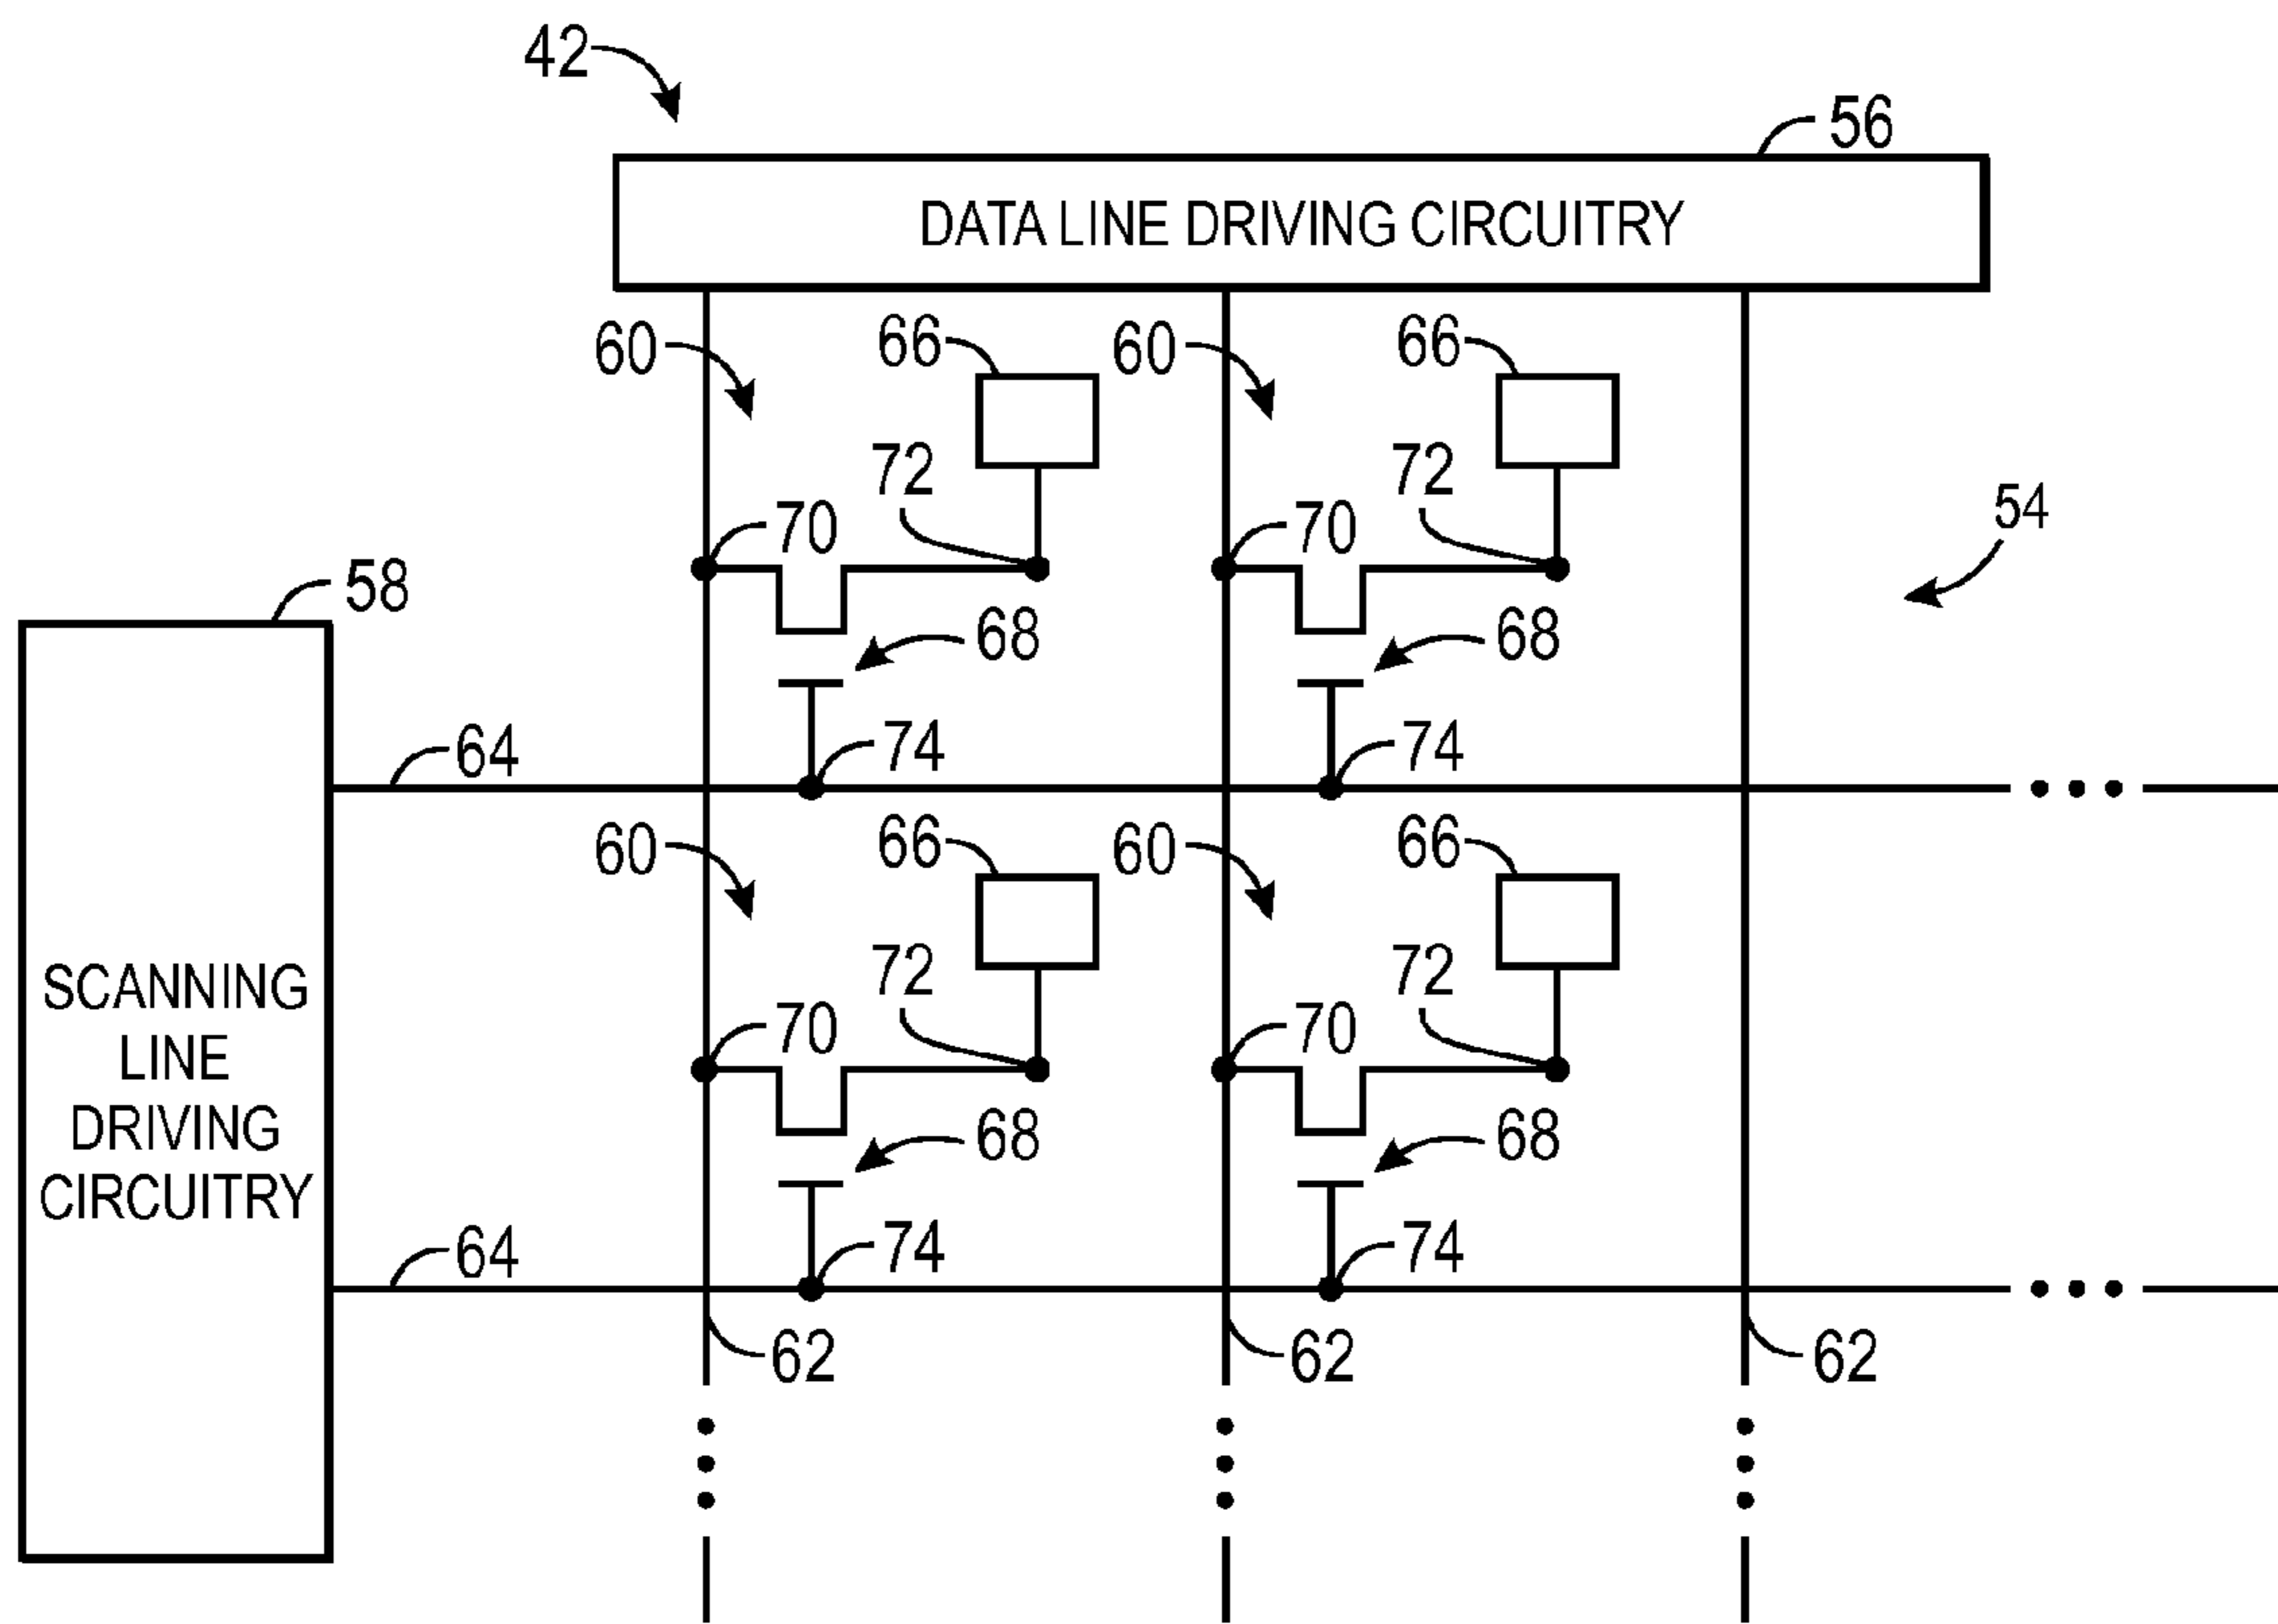 42
56
DATA LINE DRIVING CIRCUITRY
60 66 60 66
72 72
54
70 70
58
68 68
64 74 74
60 66 60 66
72 72
SCANNING
LINE
DRIVING
CIRCUITRY
70 70
68 68
64 74 74
62 62 62